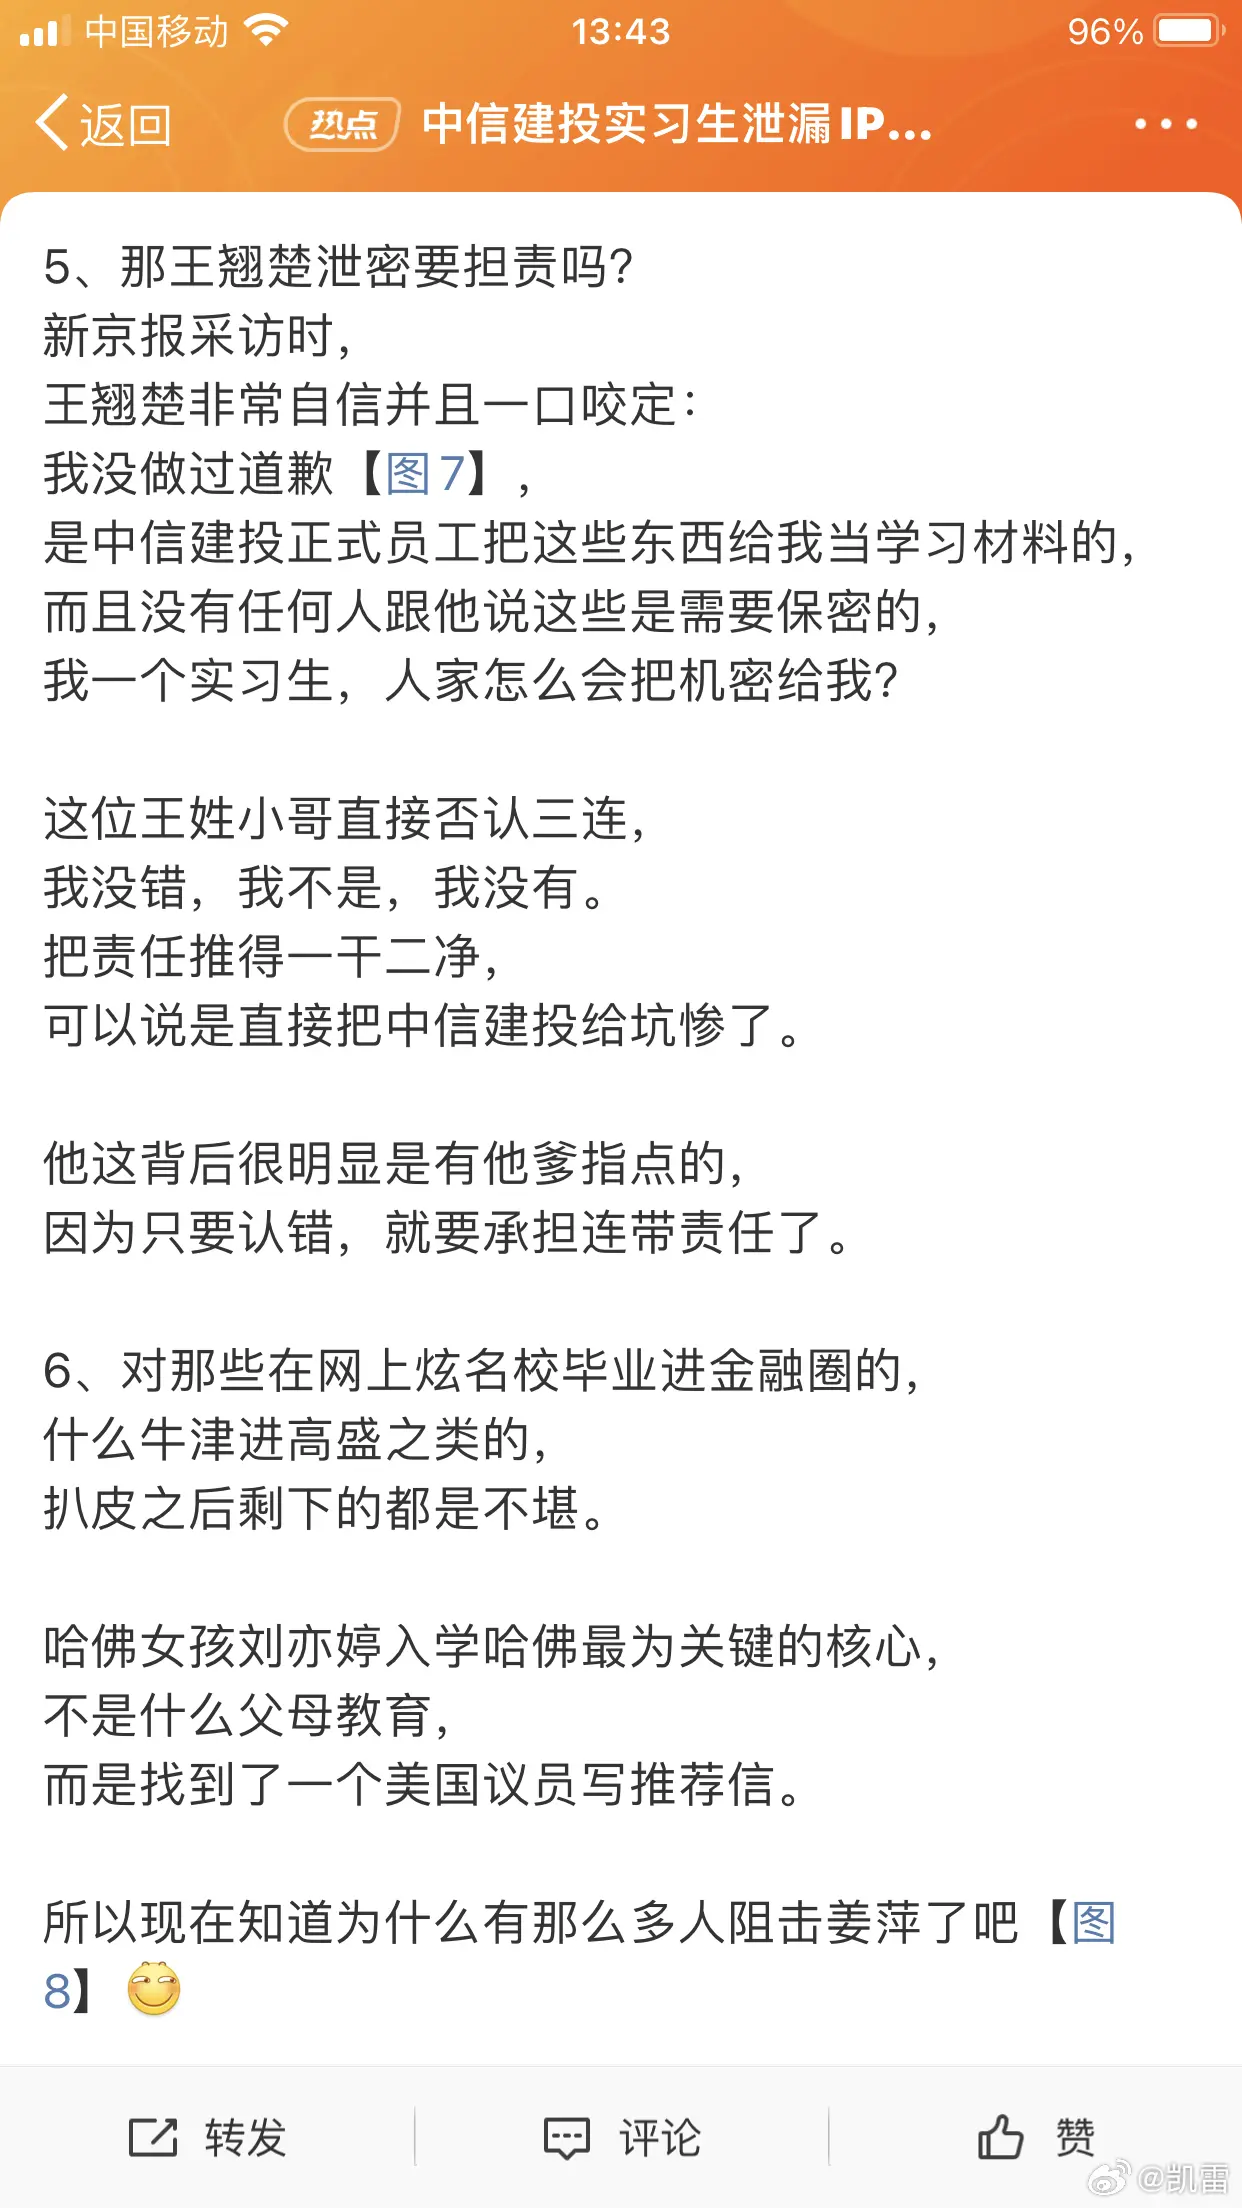 中国移动 13:43 96%
返回 热点 中信建投实习生泄漏IP...
5、那王翘楚泄密要担责吗?
新京报采访时,
王翘楚非常自信并且一口咬定:
我没做过道歉【图7】,
是中信建投正式员工把这些东西给我当学习材料的,
而且没有任何人跟他说这些是需要保密的,
我一个实习生,人家怎么会把机密给我?
这位王姓小哥直接否认三连,
我没错,我不是,我没有。
把责任推得一干二净,
可以说是直接把中信建投给坑惨了。
他这背后很明显是有他爹指点的,
因为只要认错,就要承担连带责任了。
6、对那些在网上炫名校毕业进金融圈的,
什么牛津进高盛之类的,
扒皮之后剩下的都是不堪。
哈佛女孩刘亦婷入学哈佛最为关键的核心,
不是什么父母教育,
而是找到了一个美国议员写推荐信。
所以现在知道为什么有那么多人阻击姜萍了吧【图
8】
转发 评论 赞
@凯雷